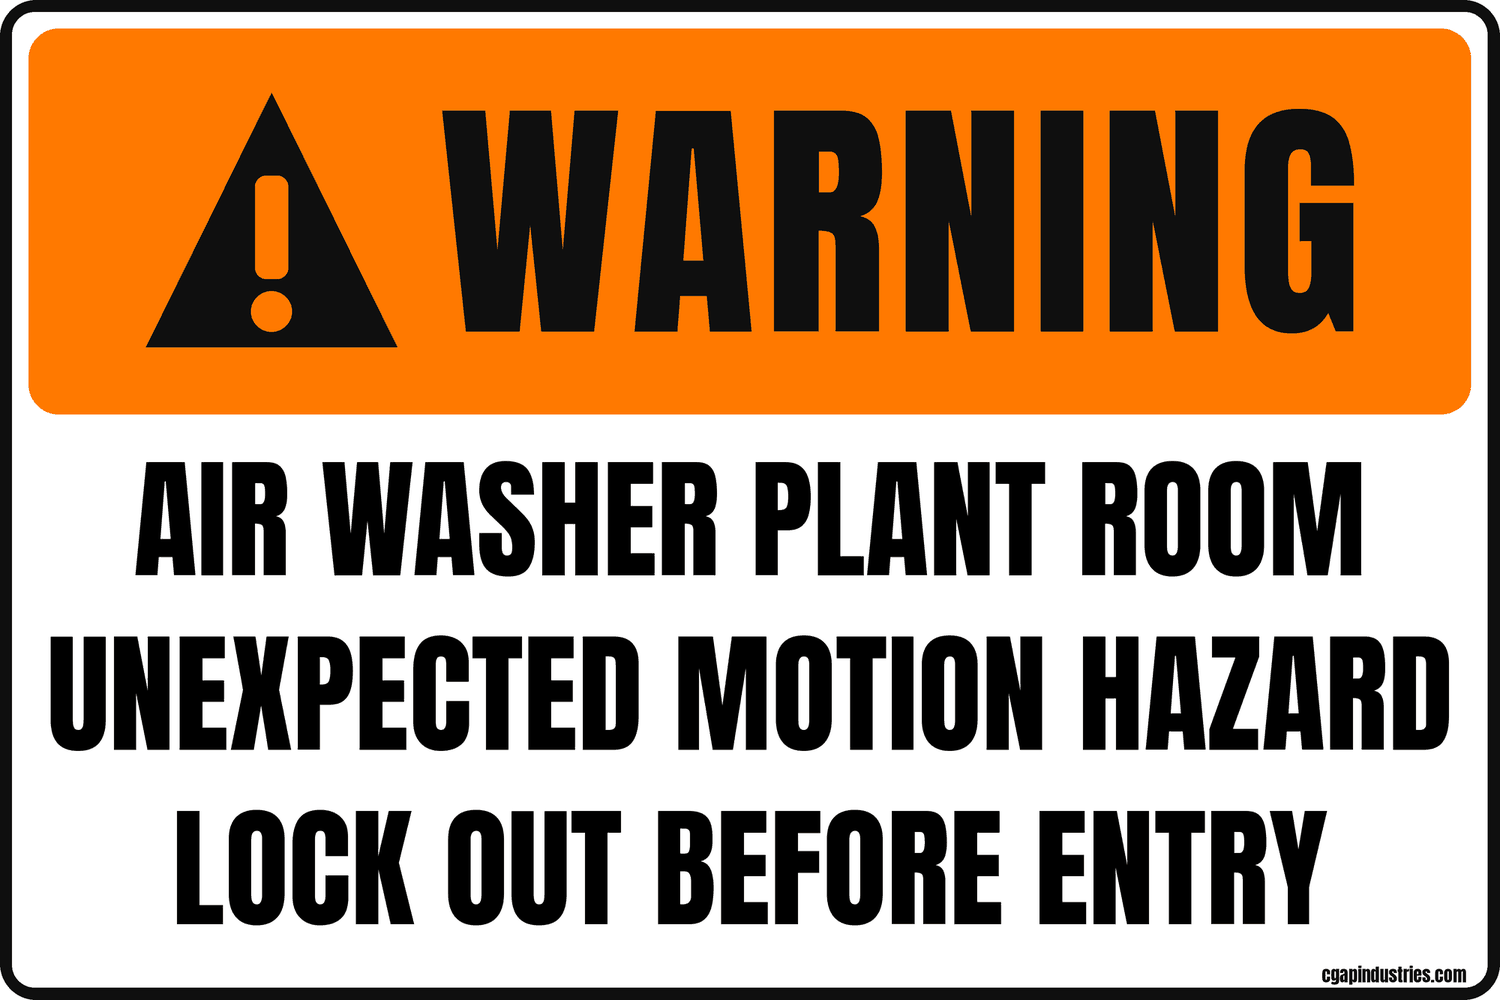 WARNING
AIR WASHER PLANT ROOM
UNEXPECTED MOTION HAZARD
LOCK OUT BEFORE ENTRY
cgapindustries.com